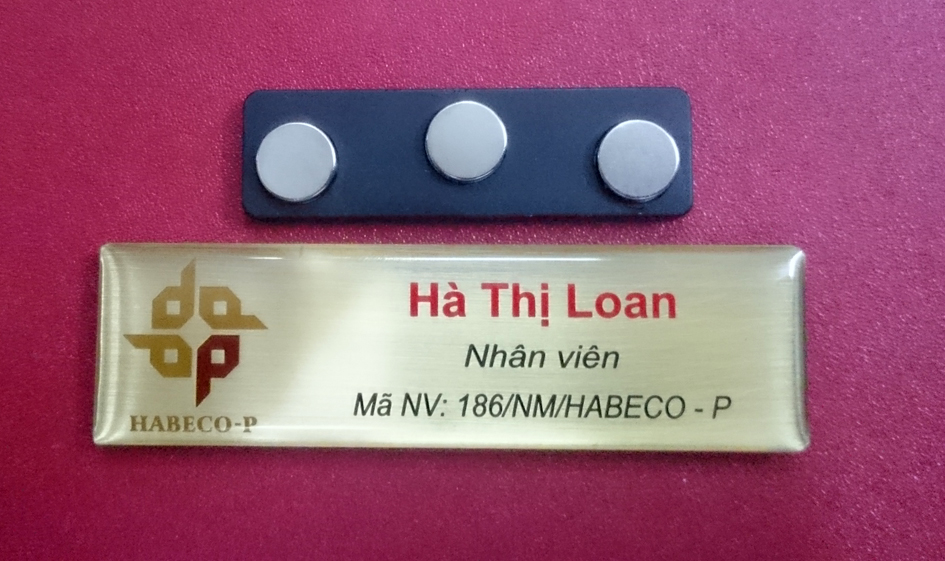 Hà Thị Loan
Nhân viên
Mã NV: 186/NM/HABECO - P
HABECO-P